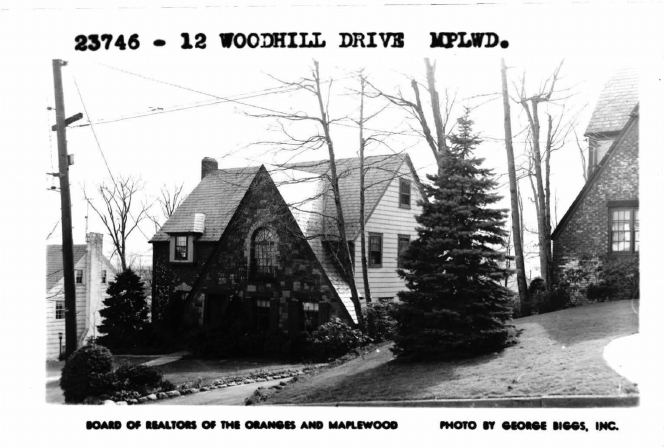 23746 - 12 WOODHILL DRIVE MPLWD.
BOARD OF REALTORS OF THE ORANGES AND MAPLEWOOD PHOTO BY GEORGE BIGGS, INC.